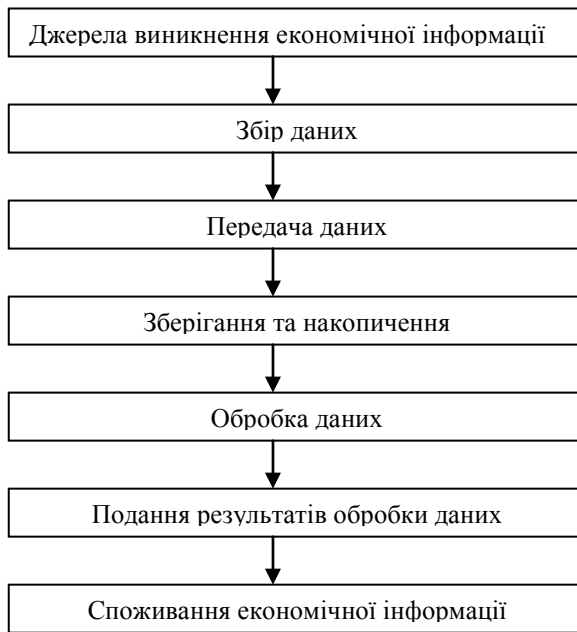 Джерела виникнення економічної інформації
Збір даних
Передача даних
Зберігання та накопичення
Обробка даних
Подання результатів обробки даних
Споживання економічної інформації